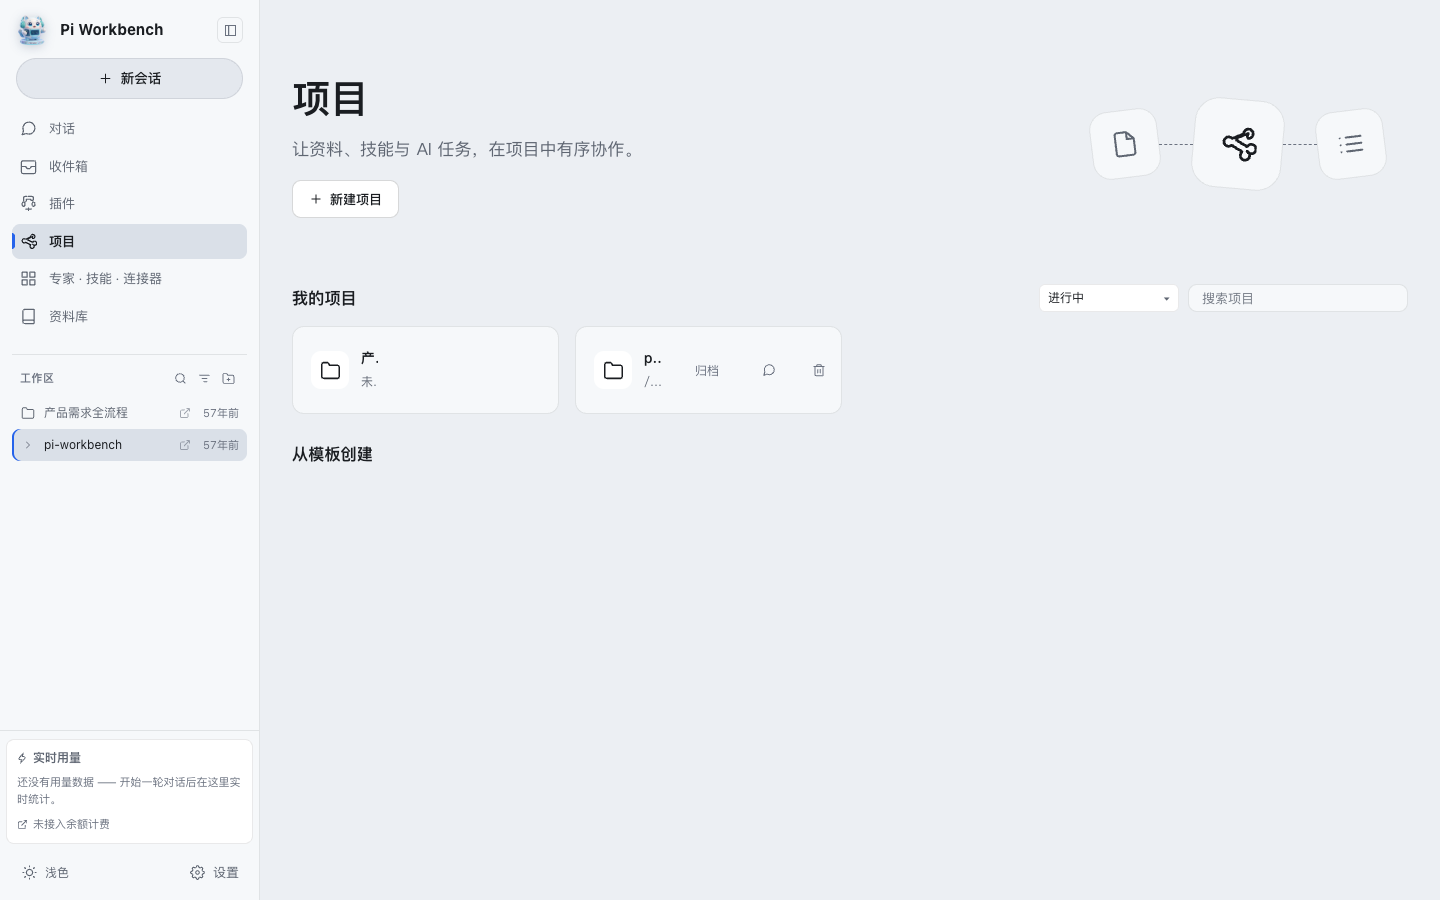 Pi Workbench
新会话
对话
收件箱
插件
项目
专家 · 技能 · 连接器
资料库
工作区
产品需求全流程 57年前
pi-workbench 57年前
实时用量
还没有用量数据 —— 开始一轮对话后在这里实
时统计。
未接入余额计费
浅色 设置
项目
让资料、技能与 AI 任务，在项目中有序协作。
新建项目
我的项目
进行中
搜索项目
产.
未.
p..
/...
归档
从模板创建